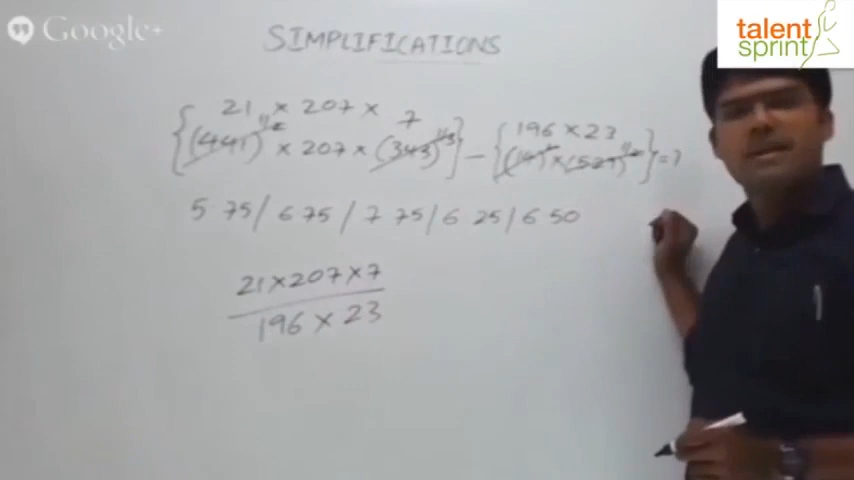 Google+
talent
sprint
SIMPLIFICATIONS
21 × 207 × 7
{(441)^1/2 × 207 × (343)^1/3} - {(14)^2 × (529)^1/2} = ?
196 × 23
5 75 / 6 75 / 7 75 / 6 25 / 6 50
21 × 207 × 7
196 × 23